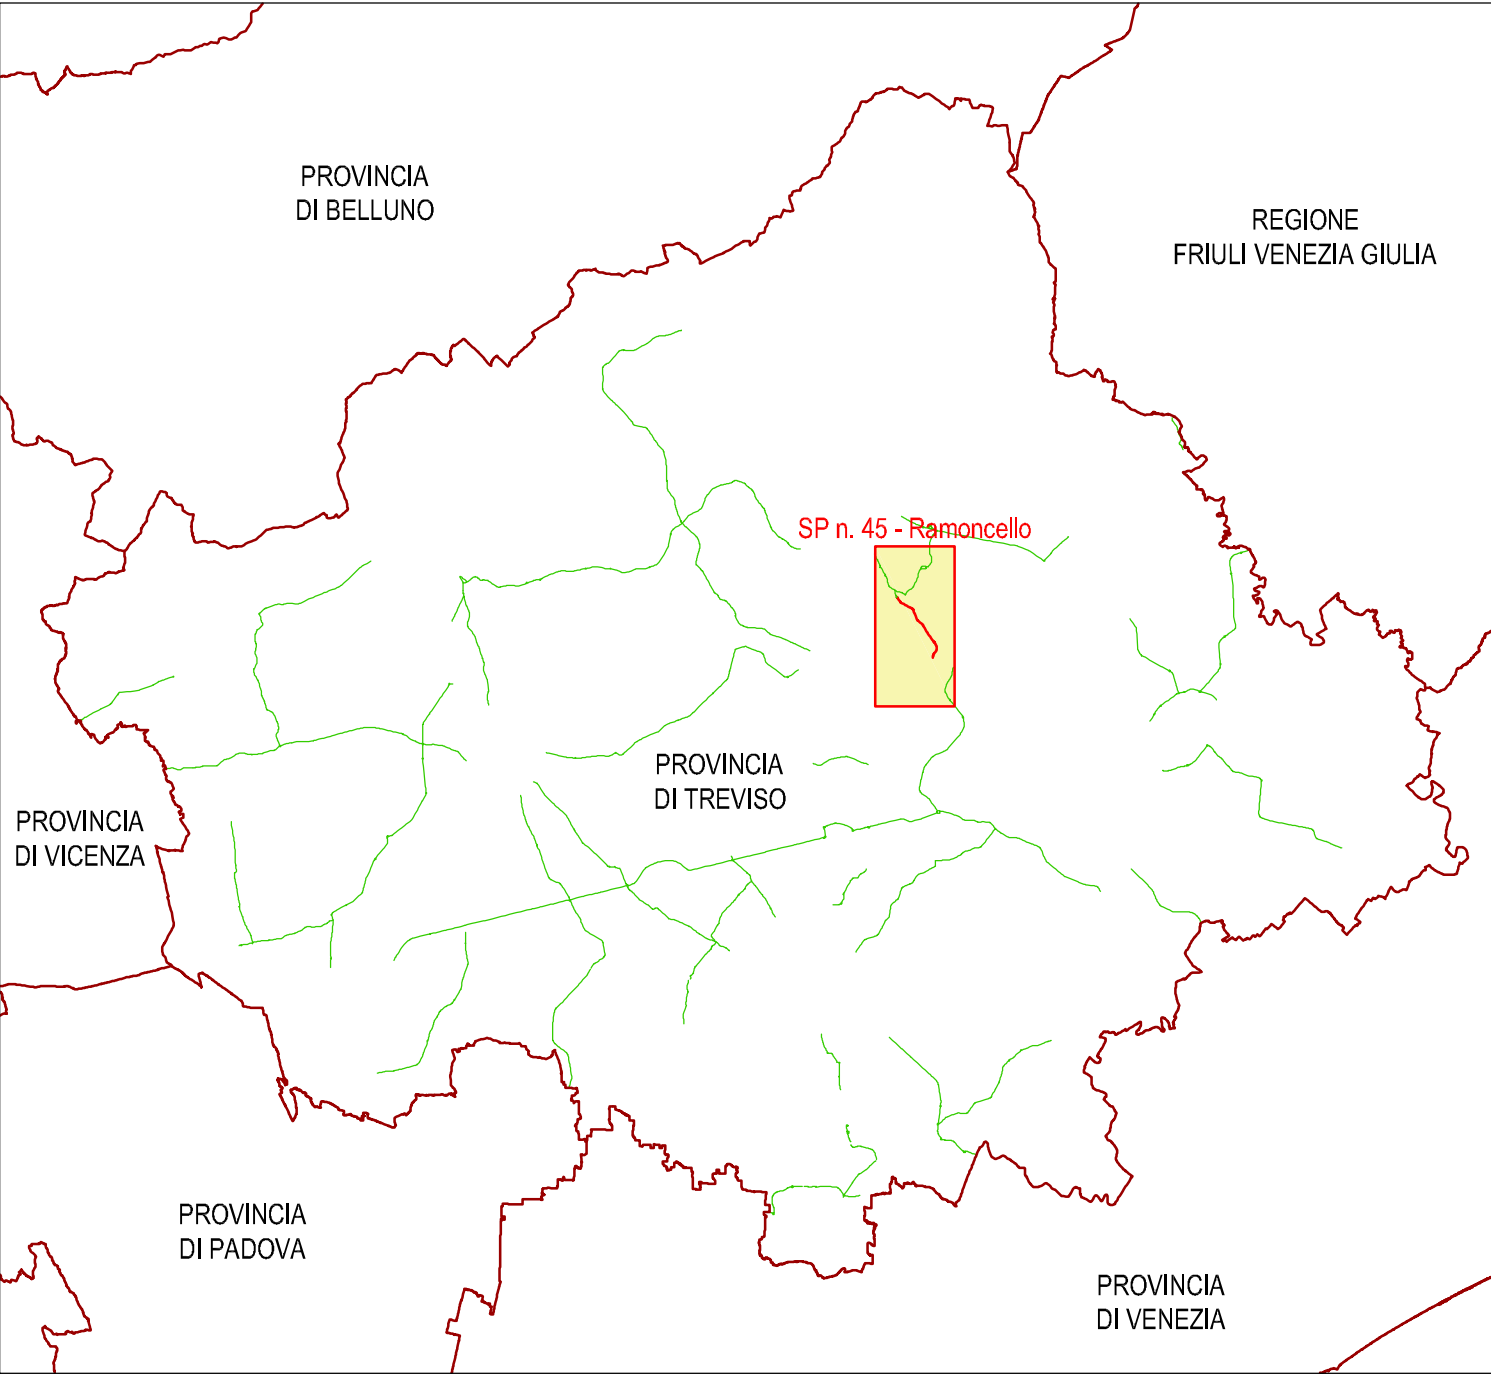 PROVINCIA
DI BELLUNO
REGIONE
FRIULI VENEZIA GIULIA
SP n. 45 - Ramoncello
PROVINCIA
DI TREVISO
PROVINCIA
DI VICENZA
PROVINCIA
DI PADOVA
PROVINCIA
DI VENEZIA